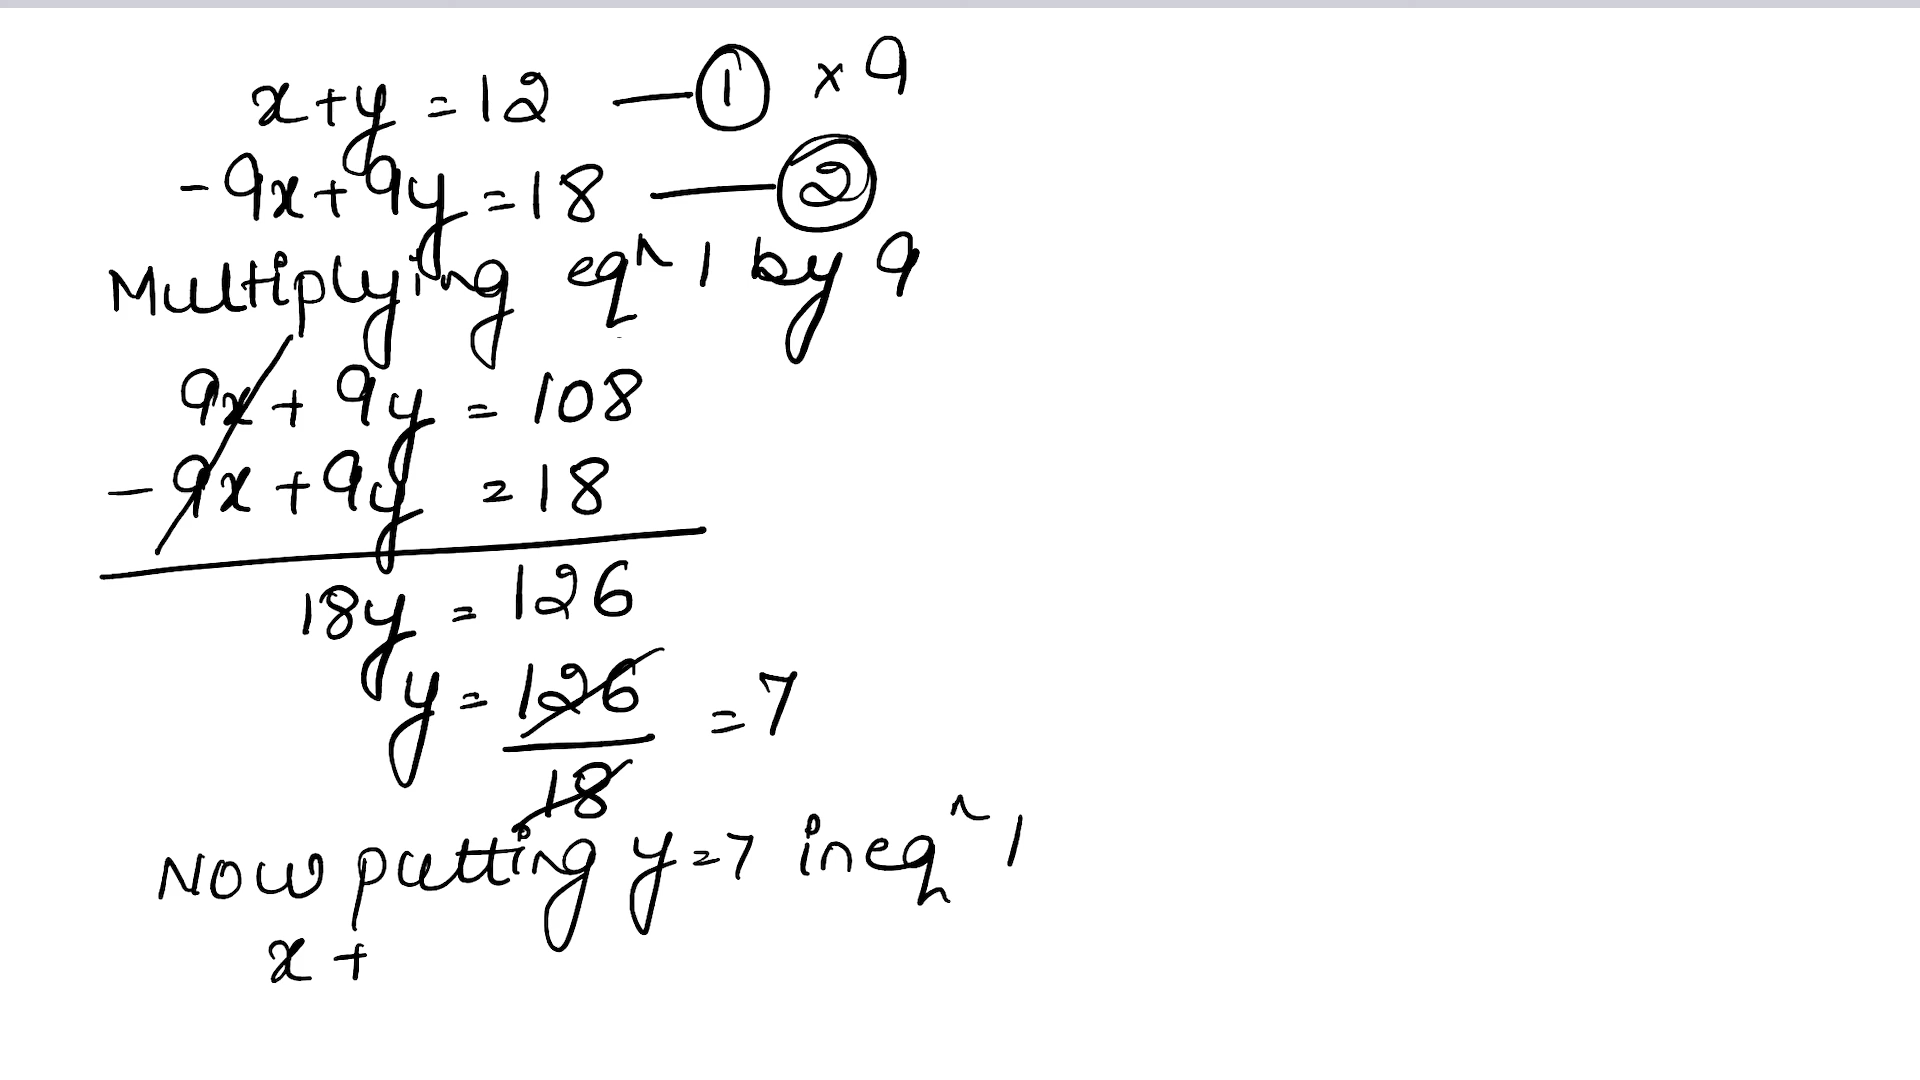 x+y=12 —① ×9
-9x+9y=18 —②
Multiplying eqⁿ 1 by 9
9x+9y=108
-9x+9y=18
18y=126
y=126/18=7
Now putting y=7 in eqⁿ 1
x+